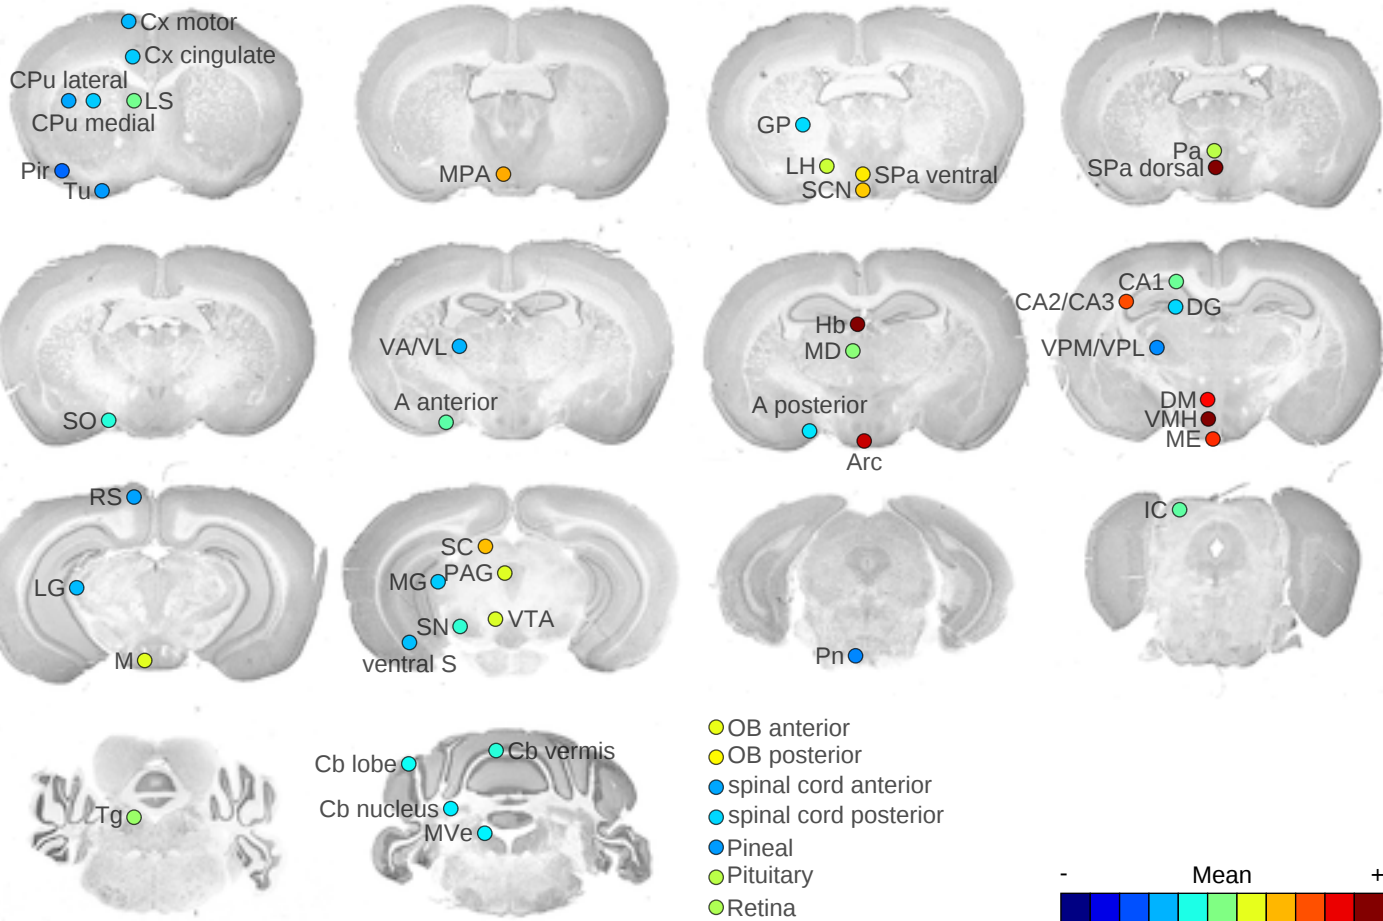 Cx motor
Cx cingulate
CPu lateral
LS
CPu medial
Pir
Tu
MPA
GP
LH
SPa ventral
SCN
Pa
SPa dorsal
SO
VA/VL
A anterior
Hb
MD
A posterior
Arc
CA1
CA2/CA3
DG
VPM/VPL
DM
VMH
ME
RS
LG
M
SC
PAG
MG
VTA
SN
ventral S
Pn
IC
Tg
Cb vermis
Cb lobe
Cb nucleus
MVe
OB anterior
OB posterior
spinal cord anterior
spinal cord posterior
Pineal
Pituitary
Retina
- Mean +